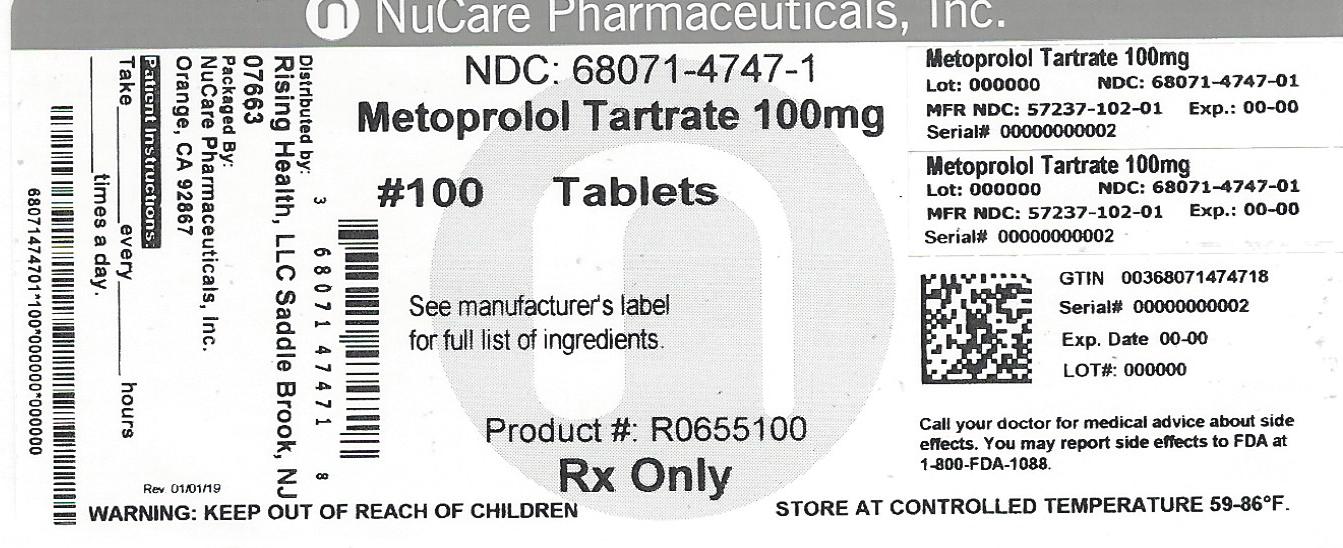 n NuCare Pharmaceuticals, Inc.
NDC: 68071-4747-1
Metoprolol Tartrate 100mg
#100 Tablets
See manufacturer's label
for full list of ingredients.
Product #: R0655100
Rx Only
WARNING: KEEP OUT OF REACH OF CHILDREN
STORE AT CONTROLLED TEMPERATURE 59-86°F.
Distributed by:
Rising Health, LLC Saddle Brook, NJ
07663
Packaged By:
NuCare Pharmaceuticals, Inc.
Orange, CA 92867
Patient Instructions:
Take ______ every ______ hours
______ times a day.
Rev 01/01/19
68071474701*100*000000*000000
3 68071 47471 8
Metoprolol Tartrate 100mg
Lot: 000000 NDC: 68071-4747-01
MFR NDC: 57237-102-01 Exp.: 00-00
Serial# 00000000002
Metoprolol Tartrate 100mg
Lot: 000000 NDC: 68071-4747-01
MFR NDC: 57237-102-01 Exp.: 00-00
Serial# 00000000002
GTIN 00368071474718
Serial# 00000000002
Exp. Date 00-00
LOT#: 000000
Call your doctor for medical advice about side
effects. You may report side effects to FDA at
1-800-FDA-1088.